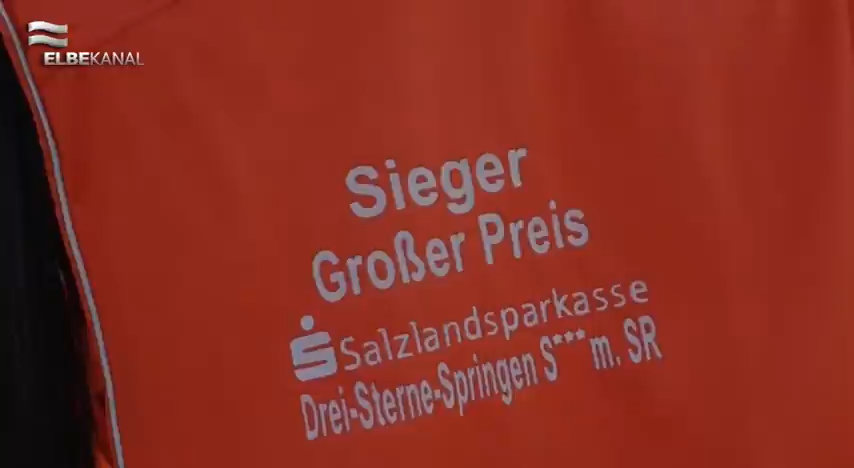 ELBEKANAL
Sieger
Großer Preis
Salzlandsparkasse
Drei-Sterne-Springen S*** m. SR